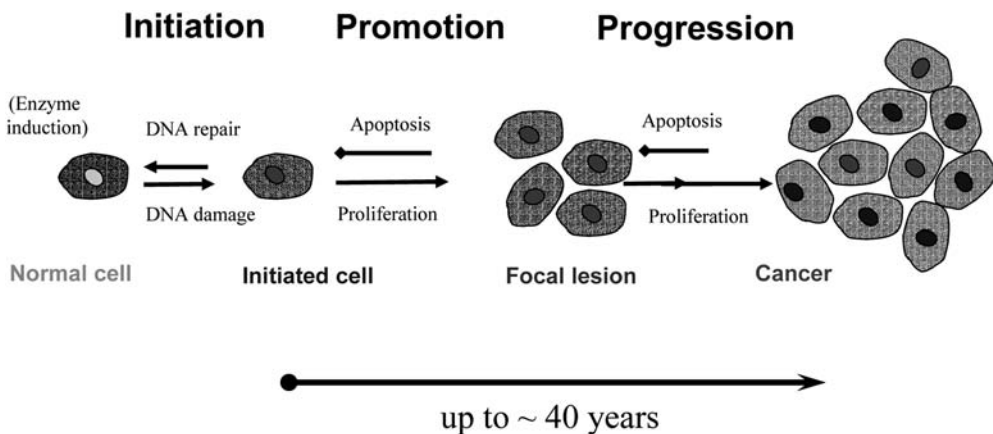 Initiation
Promotion
Progression
(Enzyme
induction)
DNA repair
DNA damage
Apoptosis
Proliferation
Apoptosis
Proliferation
Normal cell
Initiated cell
Focal lesion
Cancer
up to ~ 40 years